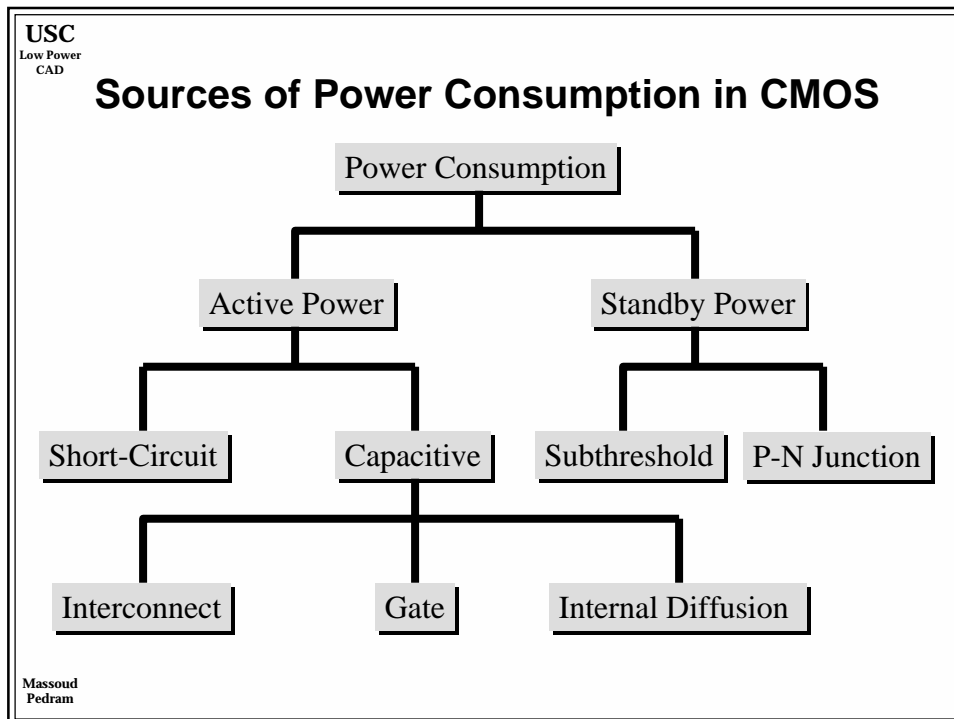 USC
Low Power
CAD
Sources of Power Consumption in CMOS
Power Consumption
Active Power
Standby Power
Short-Circuit
Capacitive
Subthreshold
P-N Junction
Interconnect
Gate
Internal Diffusion
Massoud
Pedram